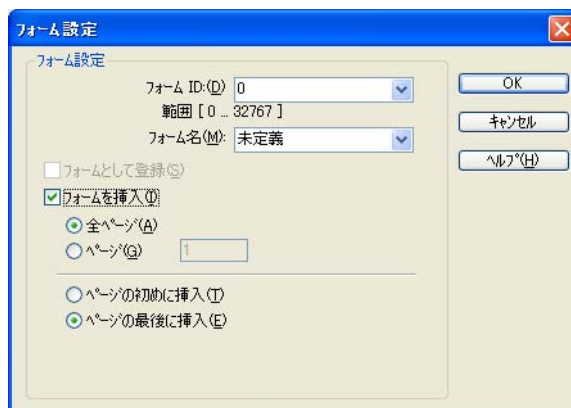 フォーム設定
フォーム設定
フォーム ID:(D) 0
範囲 [ 0 ... 32767 ]
フォーム名(M): 未定義
フォームとして登録(S)
フォームを挿入(I)
全ページ(A)
ページ(G) 1
ページの初めに挿入(T)
ページの最後に挿入(E)
OK
キャンセル
ヘルプ(H)